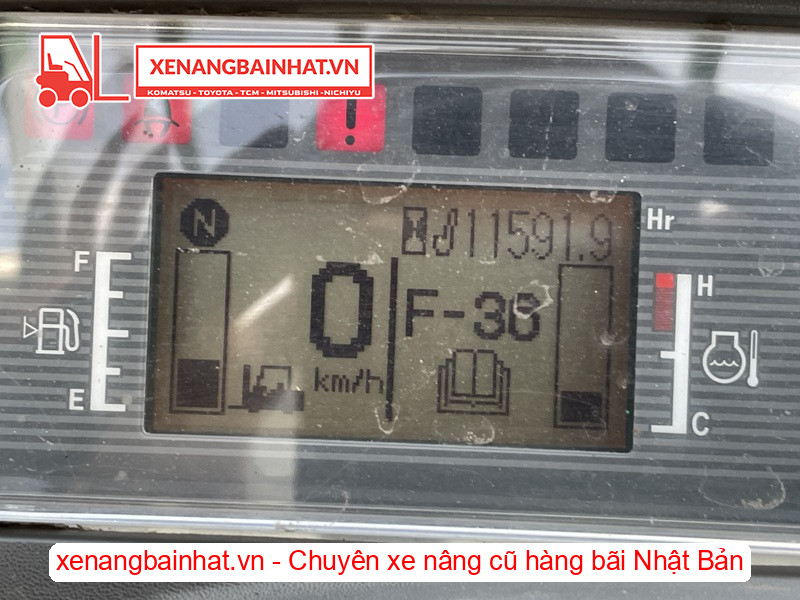 XENANGBAINHAT.VN
KOMATSU - TOYOTA - TCM - MITSUBISHI - NICHIYU
!
N
11591.9 Hr
F
0 F-36
H
km/h
E
C
xenangbainhat.vn - Chuyên xe nâng cũ hàng bãi Nhật Bản